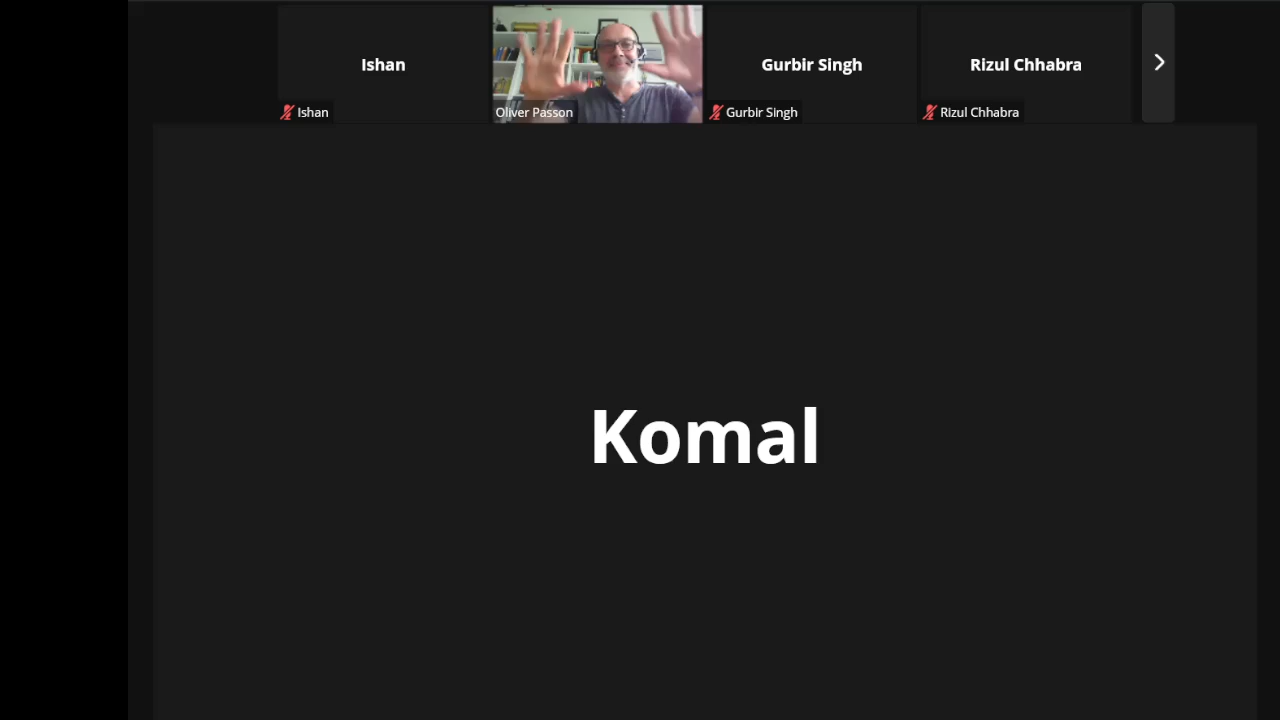 Ishan
Gurbir Singh
Rizul Chhabra
Ishan
Oliver Passon
Gurbir Singh
Rizul Chhabra
Komal